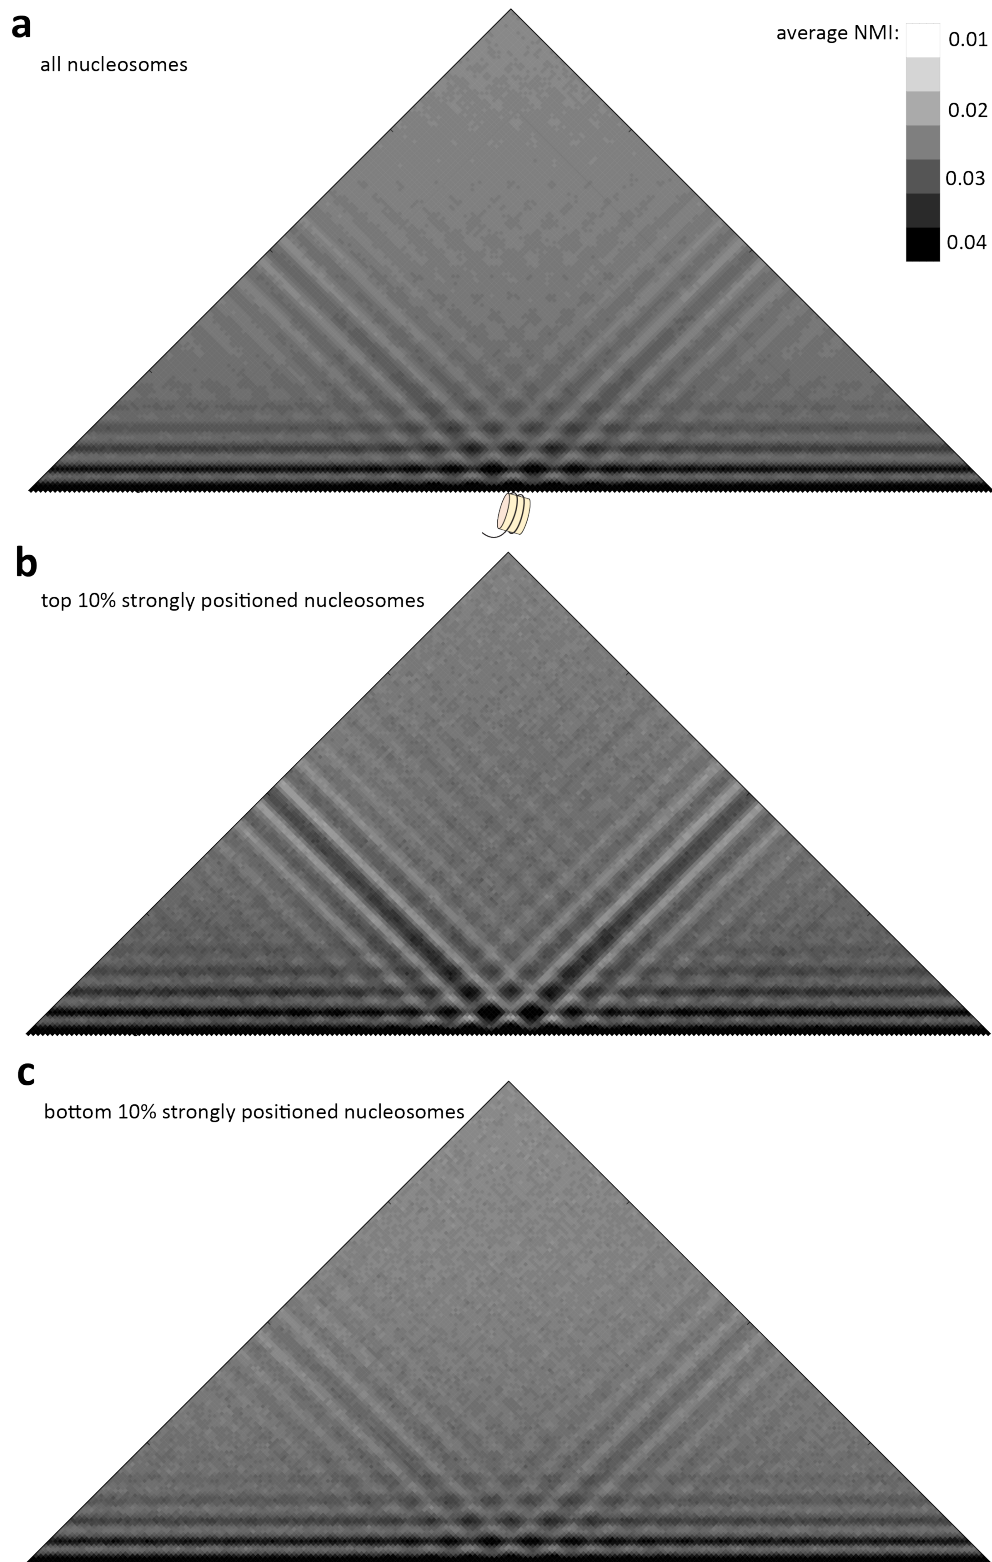 a
average NMI:
0.01
all nucleosomes
0.02
0.03
0.04
b
top 10% strongly positioned nucleosomes
c
bottom 10% strongly positioned nucleosomes